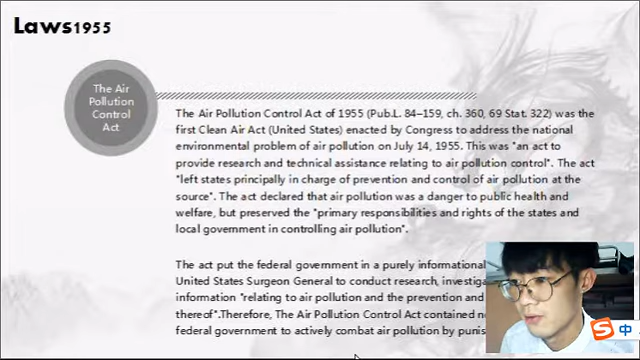 Laws1955
The Air
Pollution
Control
Act
The Air Pollution Control Act of 1955 (Pub.L. 84–159, ch. 360, 69 Stat. 322) was the
first Clean Air Act (United States) enacted by Congress to address the national
environmental problem of air pollution on July 14, 1955. This was "an act to
provide research and technical assistance relating to air pollution control". The act
"left states principally in charge of prevention and control of air pollution at the
source". The act declared that air pollution was a danger to public health and
welfare, but preserved the "primary responsibilities and rights of the states and
local government in controlling air pollution".
The act put the federal government in a purely informational
United States Surgeon General to conduct research,
information "relating to air pollution and the prevention and
thereof".Therefore, The Air Pollution Control Act contained
federal government to actively combat air pollution by
S 中